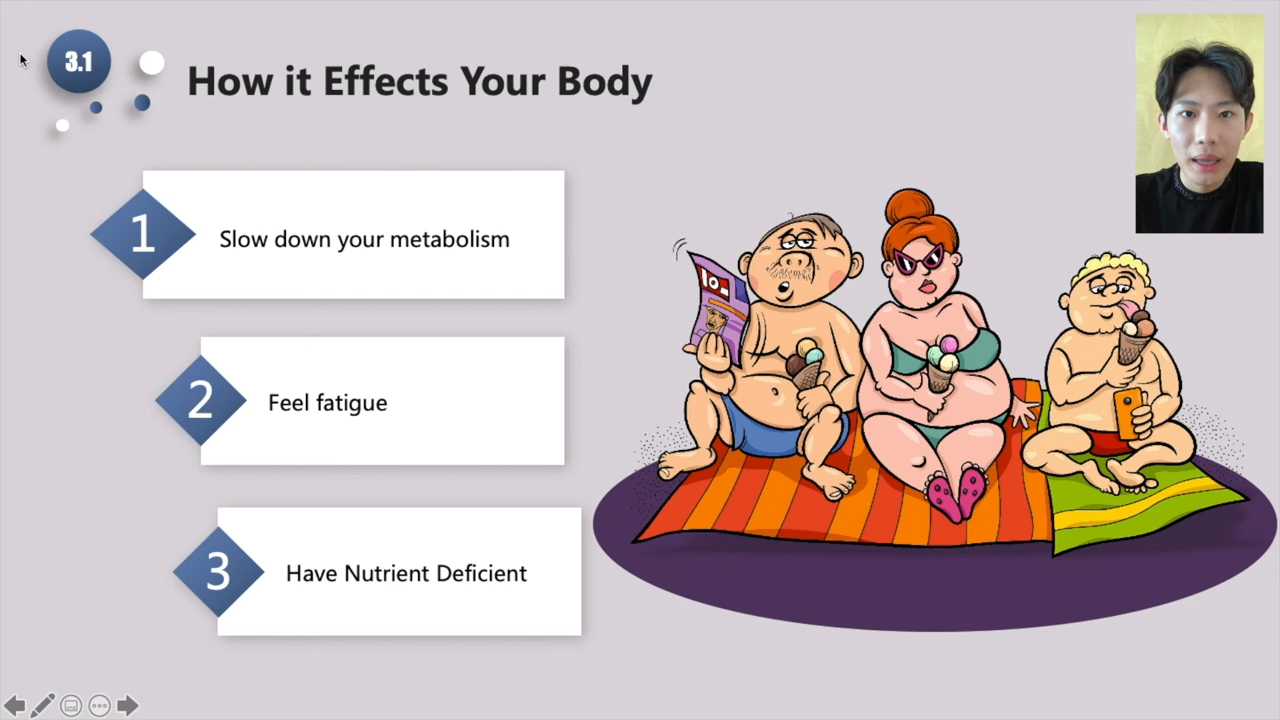 3.1
How it Effects Your Body
1
Slow down your metabolism
2
Feel fatigue
3
Have Nutrient Deficient